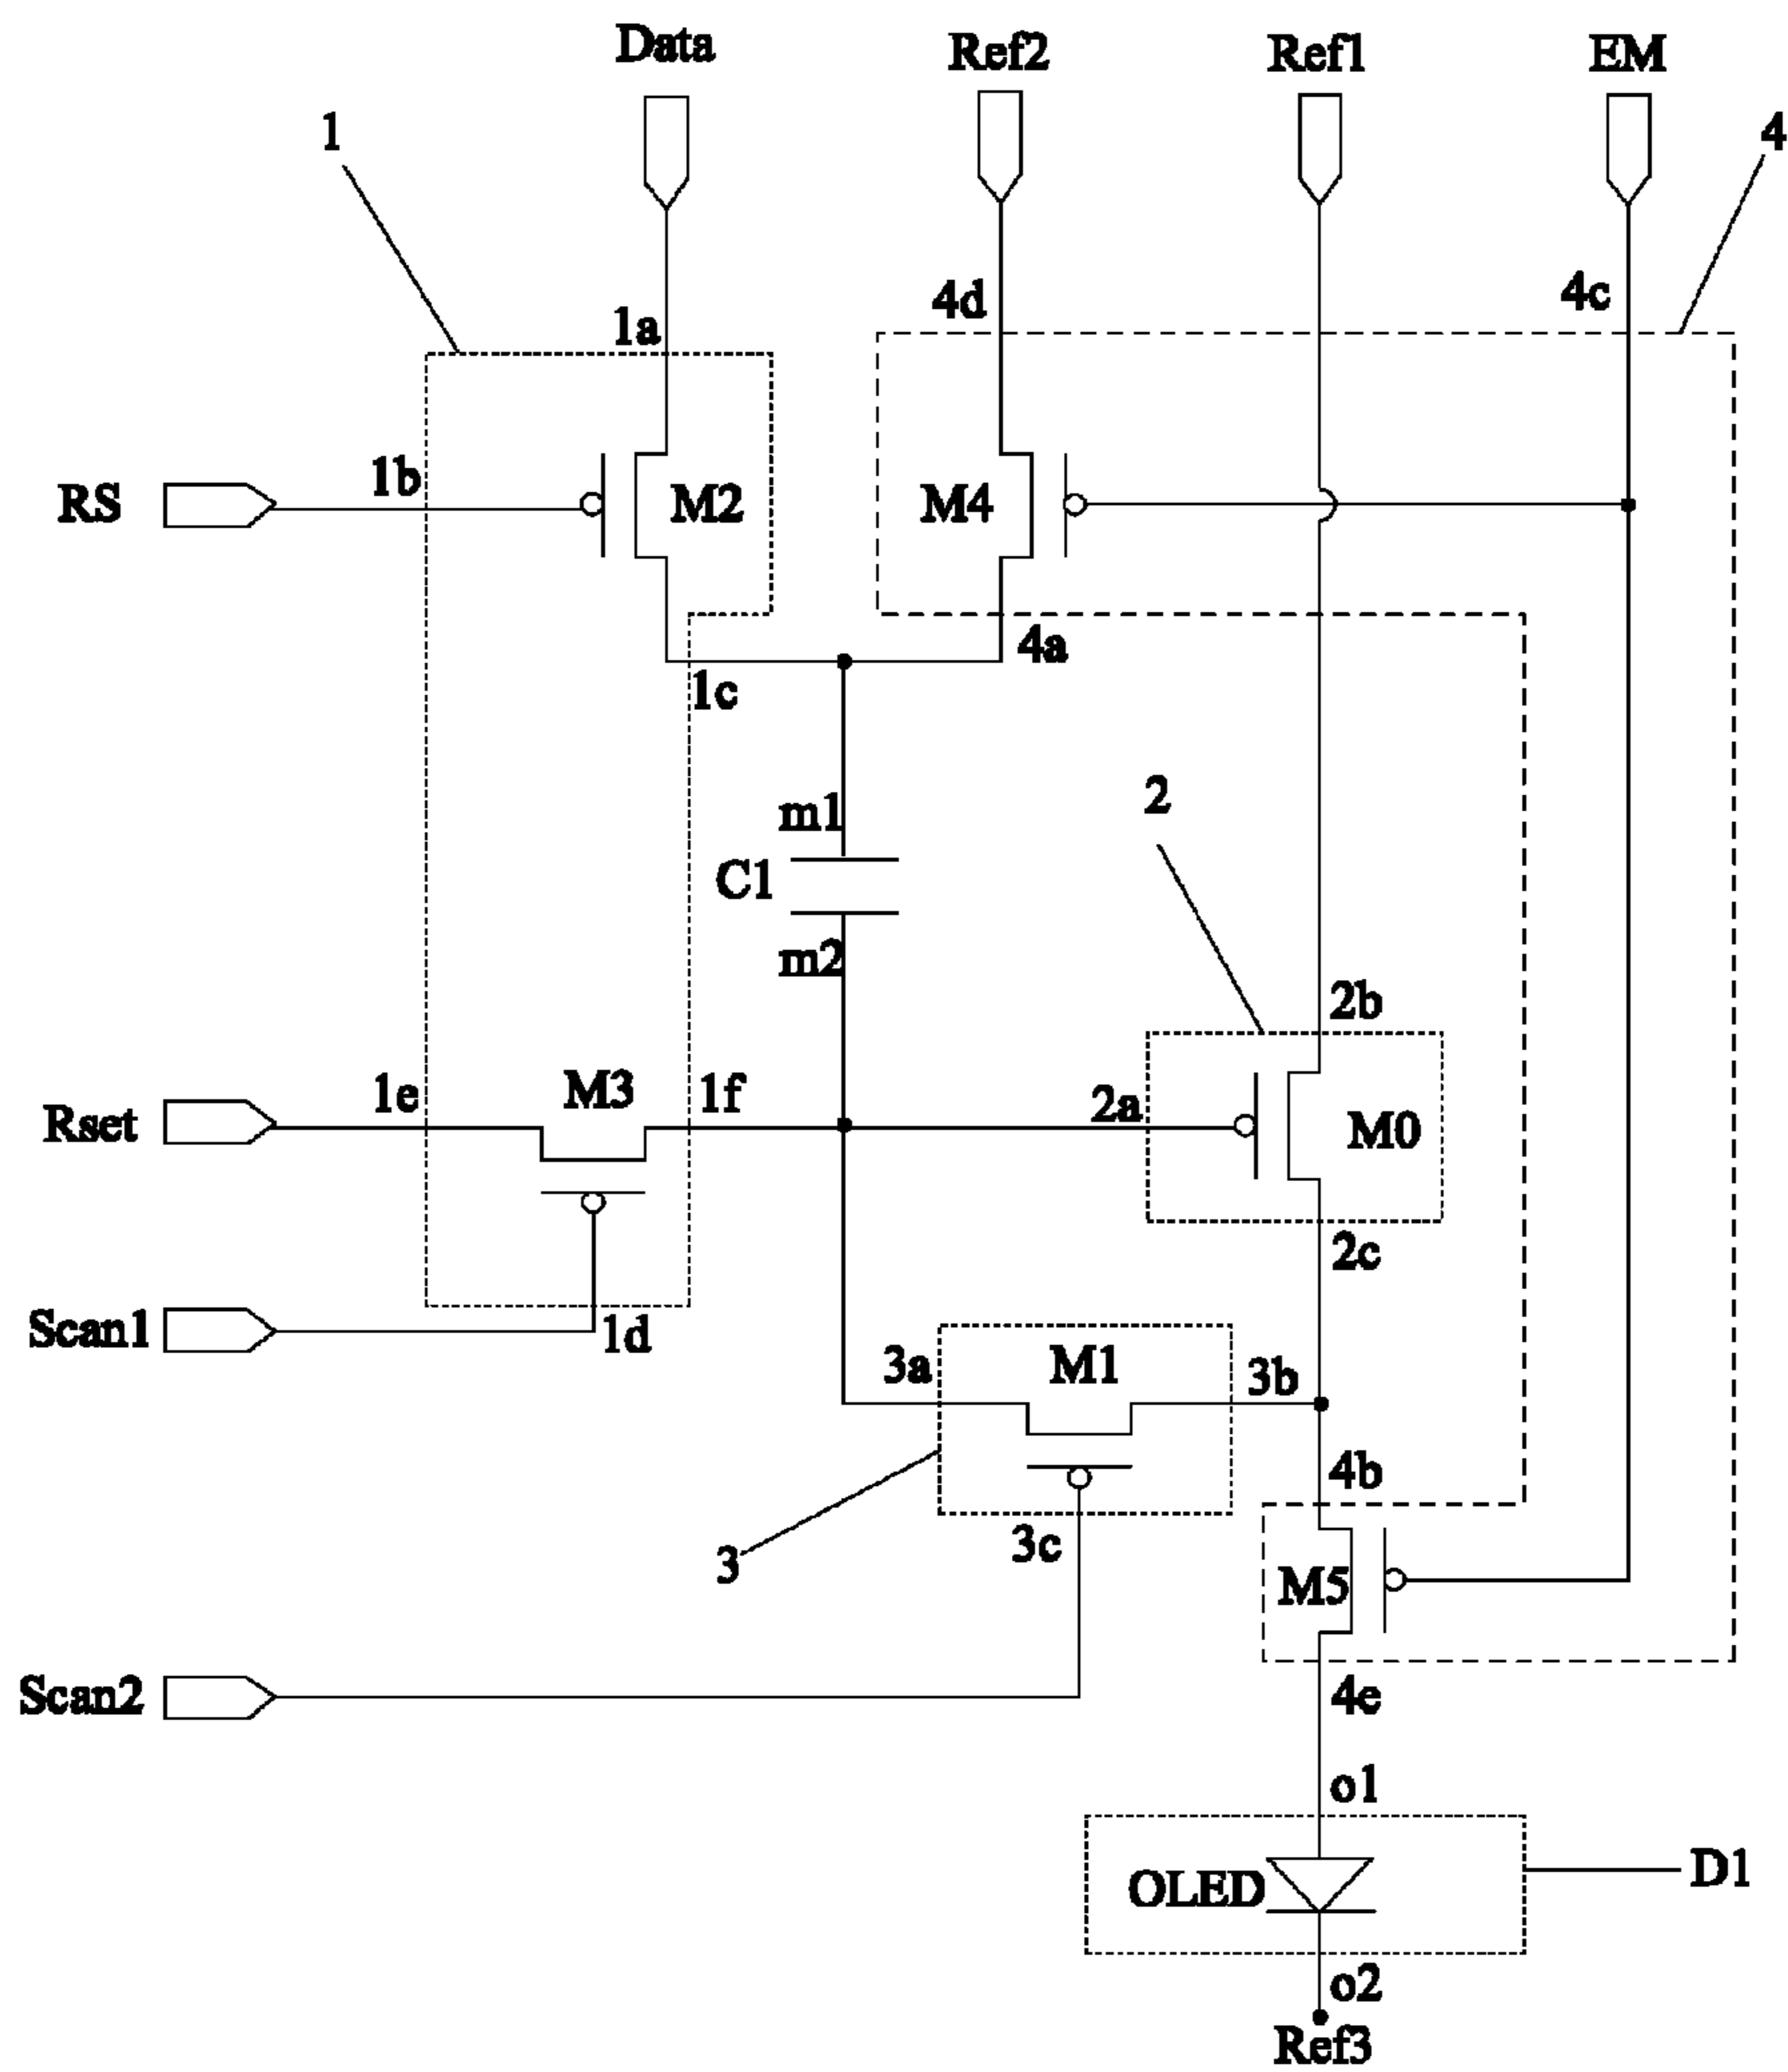 Data
Ref2
Ref1
EM
1
4
4d
4c
1a
1b
RS
M2
M4
4a
1c
2
m1
C1
m2
2b
1e
M3
1f
2a
Rset
M0
2c
Scan1
1d
3a
M1
3b
4b
3
3c
M5
Scan2
4e
o1
OLED
D1
o2
Ref3